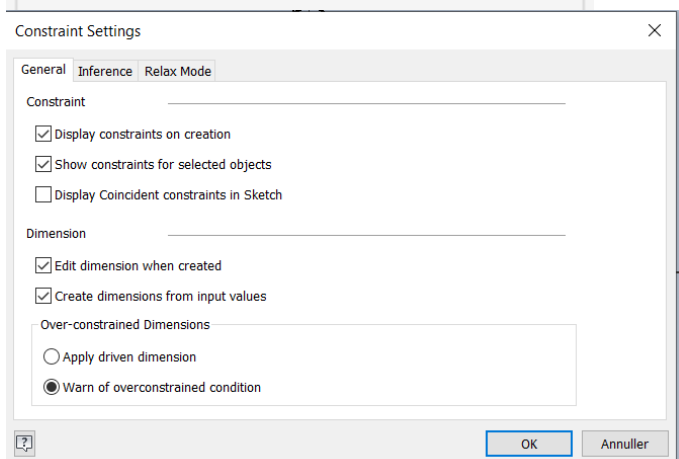 Constraint Settings
General Inference Relax Mode
Constraint
Display constraints on creation
Show constraints for selected objects
Display Coincident constraints in Sketch
Dimension
Edit dimension when created
Create dimensions from input values
Over-constrained Dimensions
Apply driven dimension
Warn of overconstrained condition
?
OK Annuller